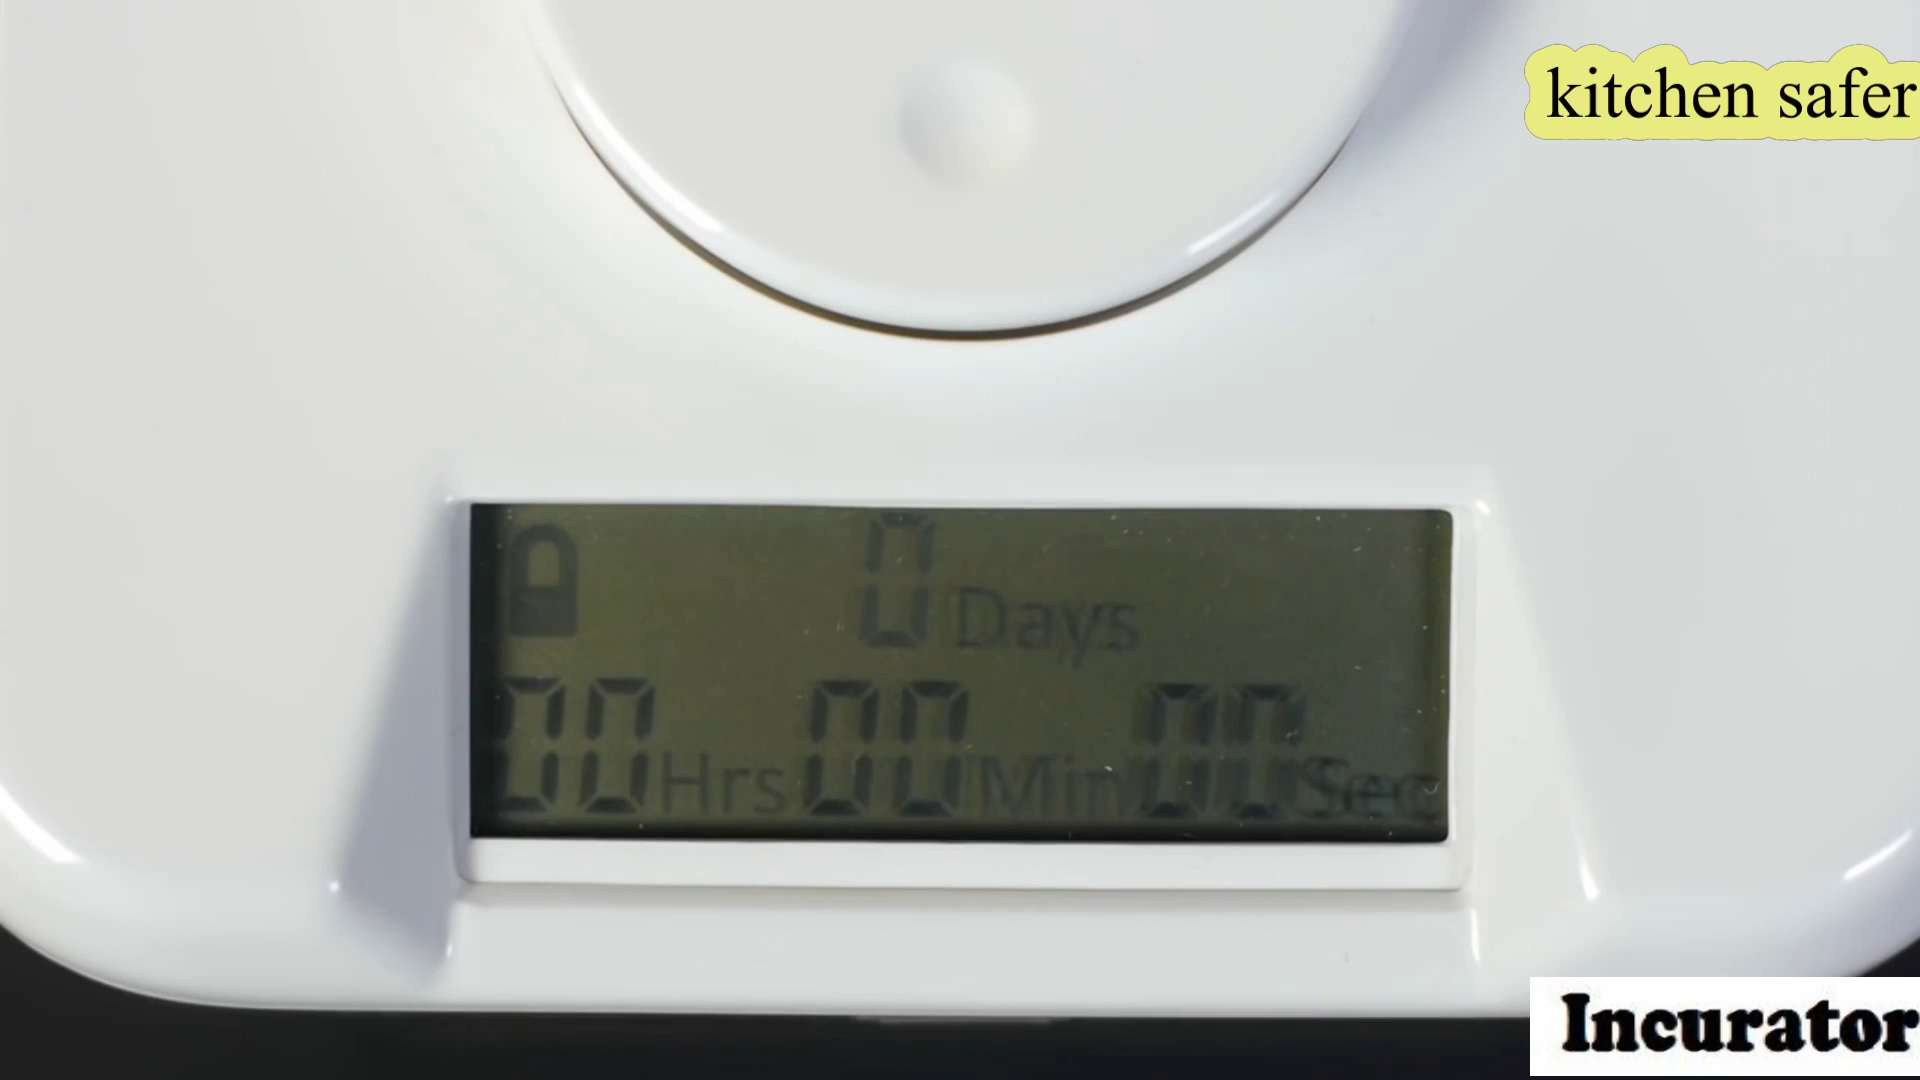 kitchen safer
0 Days
00 Hrs 00 Min 00 Sec
Incurator